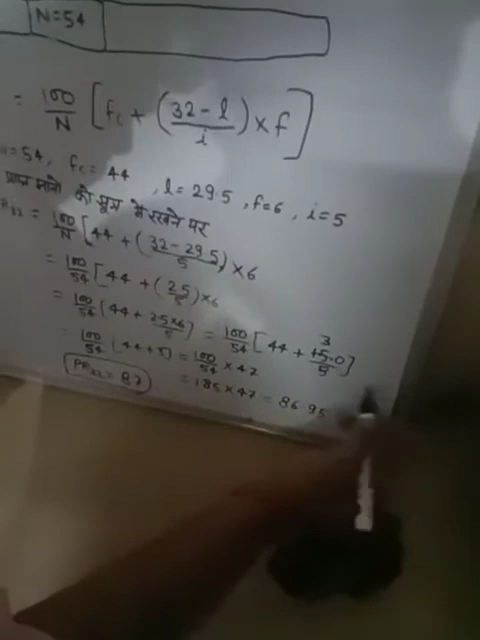 N=54
= 100/N [fc + (32 - l / i) × f]
N=54, fc = 44, l = 29.5, f=6, i=5
मानों को सूत्र में रखने पर
= 100/N [44 + (32 - 29.5 / 5) × 6
= 100/54 [44 + (2.5 / 5) × 6
= 100/54 (44 + 2.5×6 / 5) = 100/54 [44 + 15.0 / 5] 3
= 100/54 (44+3) = 100/54 × 47
PR32 = 87
= 1.85 × 47 = 86.95